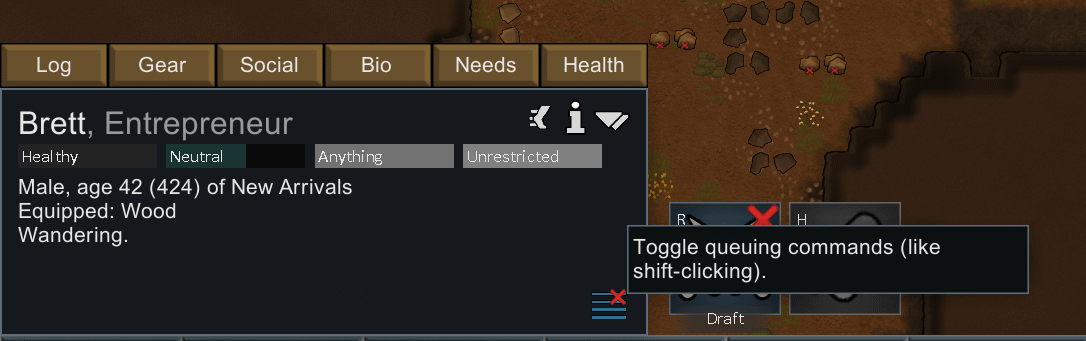 Log
Gear
Social
Bio
Needs
Health
Brett, Entrepreneur
Healthy
Neutral
Anything
Unrestricted
Male, age 42 (424) of New Arrivals
Equipped: Wood
Wandering.
R
H
Toggle queuing commands (like
shift-clicking).
Draft